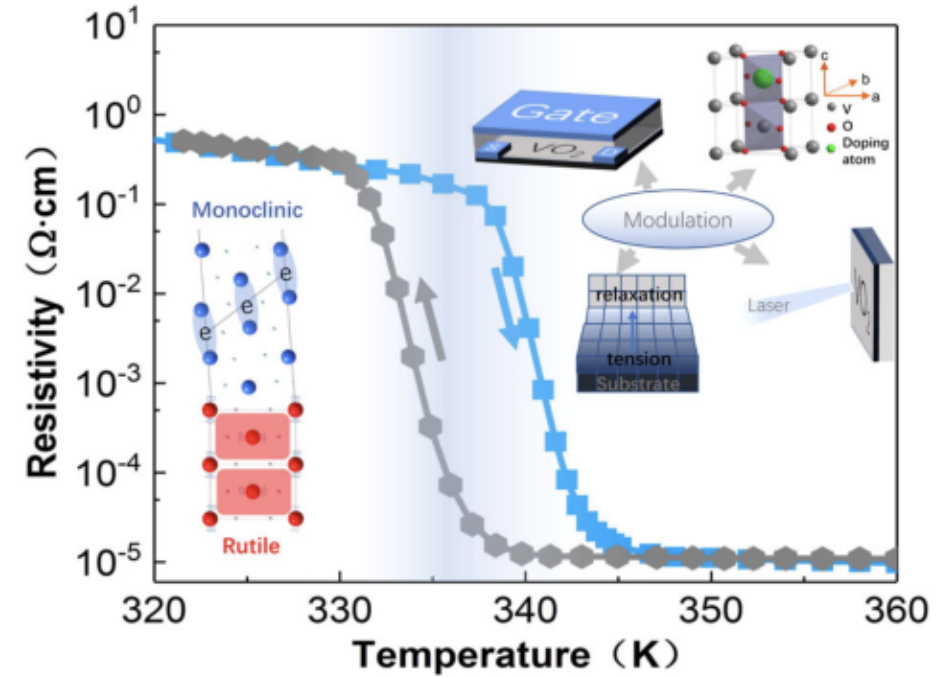 10¹
10⁰
10⁻¹
10⁻²
10⁻³
10⁻⁴
10⁻⁵
Resistivity（Ω·cm）
320
330
340
350
360
Temperature（K）
Monoclinic
e
e
e
Rutile
Gate
S
VO₂
D
c
b
a
V
O
Doping
atom
Modulation
relaxation
tension
Substrate
Laser
VO₂